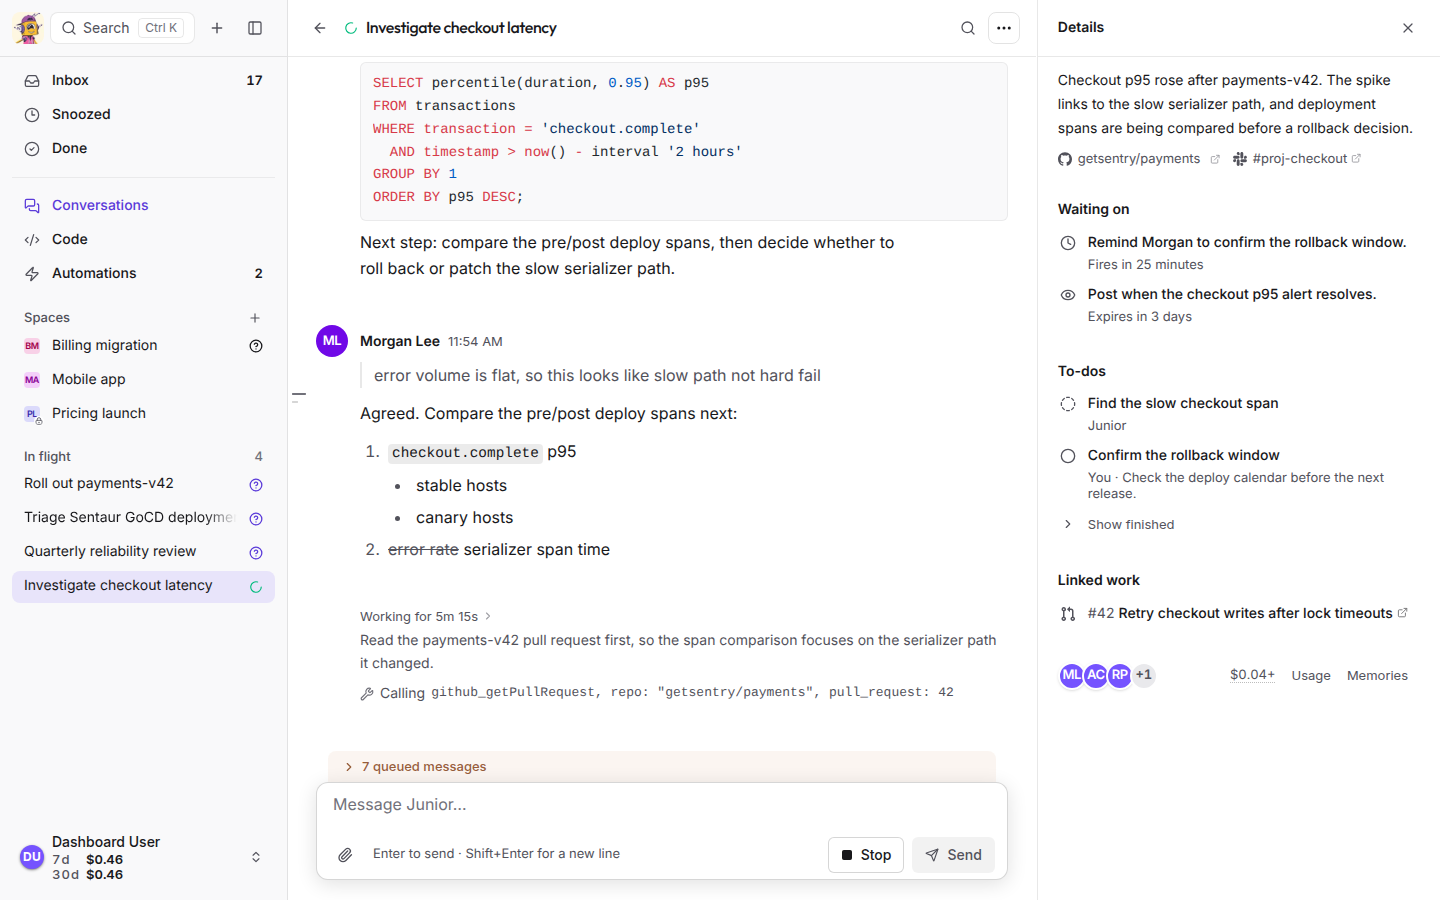 Search Ctrl K
Inbox 17
Snoozed
Done
Conversations
Code
Automations 2
Spaces
BM Billing migration
MA Mobile app
PL Pricing launch
In flight 4
Roll out payments-v42
Triage Sentaur GoCD deployme
Quarterly reliability review
Investigate checkout latency
DU Dashboard User
7d $0.46
30d $0.46
Investigate checkout latency
SELECT percentile(duration, 0.95) AS p95
FROM transactions
WHERE transaction = 'checkout.complete'
AND timestamp > now() - interval '2 hours'
GROUP BY 1
ORDER BY p95 DESC;
Next step: compare the pre/post deploy spans, then decide whether to
roll back or patch the slow serializer path.
ML Morgan Lee 11:54 AM
error volume is flat, so this looks like slow path not hard fail
Agreed. Compare the pre/post deploy spans next:
1. checkout.complete p95
• stable hosts
• canary hosts
2. error rate serializer span time
Working for 5m 15s
Read the payments-v42 pull request first, so the span comparison focuses on the serializer path
it changed.
Calling github_getPullRequest, repo: "getsentry/payments", pull_request: 42
7 queued messages
Message Junior...
Enter to send · Shift+Enter for a new line
Stop
Send
Details
Checkout p95 rose after payments-v42. The spike
links to the slow serializer path, and deployment
spans are being compared before a rollback decision.
getsentry/payments #proj-checkout
Waiting on
Remind Morgan to confirm the rollback window.
Fires in 25 minutes
Post when the checkout p95 alert resolves.
Expires in 3 days
To-dos
Find the slow checkout span
Junior
Confirm the rollback window
You · Check the deploy calendar before the next
release.
Show finished
Linked work
#42 Retry checkout writes after lock timeouts
ML AC RP +1 $0.04+ Usage Memories